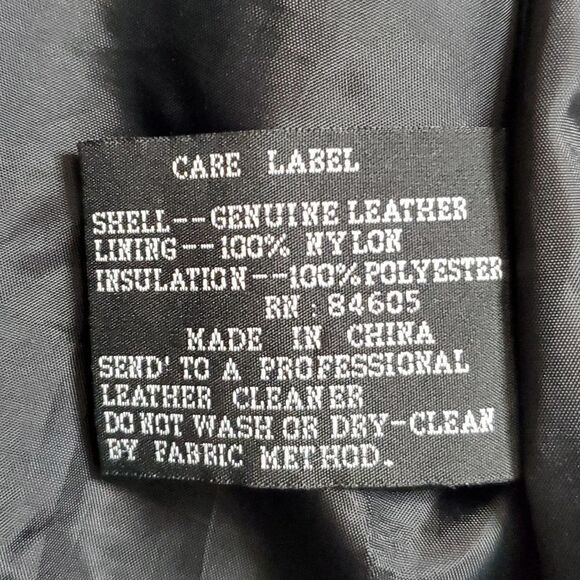 CARE LABEL
SHELL--GENUINE LEATHER
LINING--100% NYLON
INSULATION--100%POLYESTER
RN:84605
MADE IN CHINA
SEND' TO A PROFESSIONAL
LEATHER CLEANER
DO NOT WASH OR DRY-CLEAN
BY FABRIC METHOD.